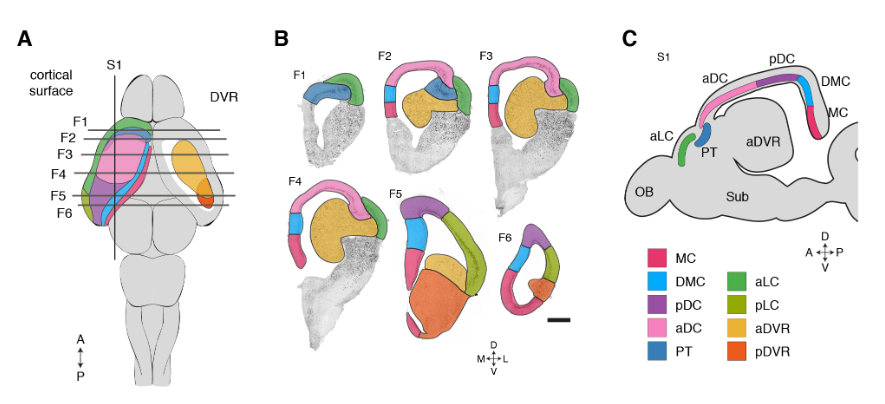 A
S1
cortical
surface
DVR
F1
F2
F3
F4
F5
F6
A
P
B
F1
F2
F3
F4
F5
F6
D
M L
V
C
S1
pDC
aDC
DMC
MC
aLC
PT
aDVR
OB
Sub
D
A P
V
MC
DMC
pDC
aDC
PT
aLC
pLC
aDVR
pDVR